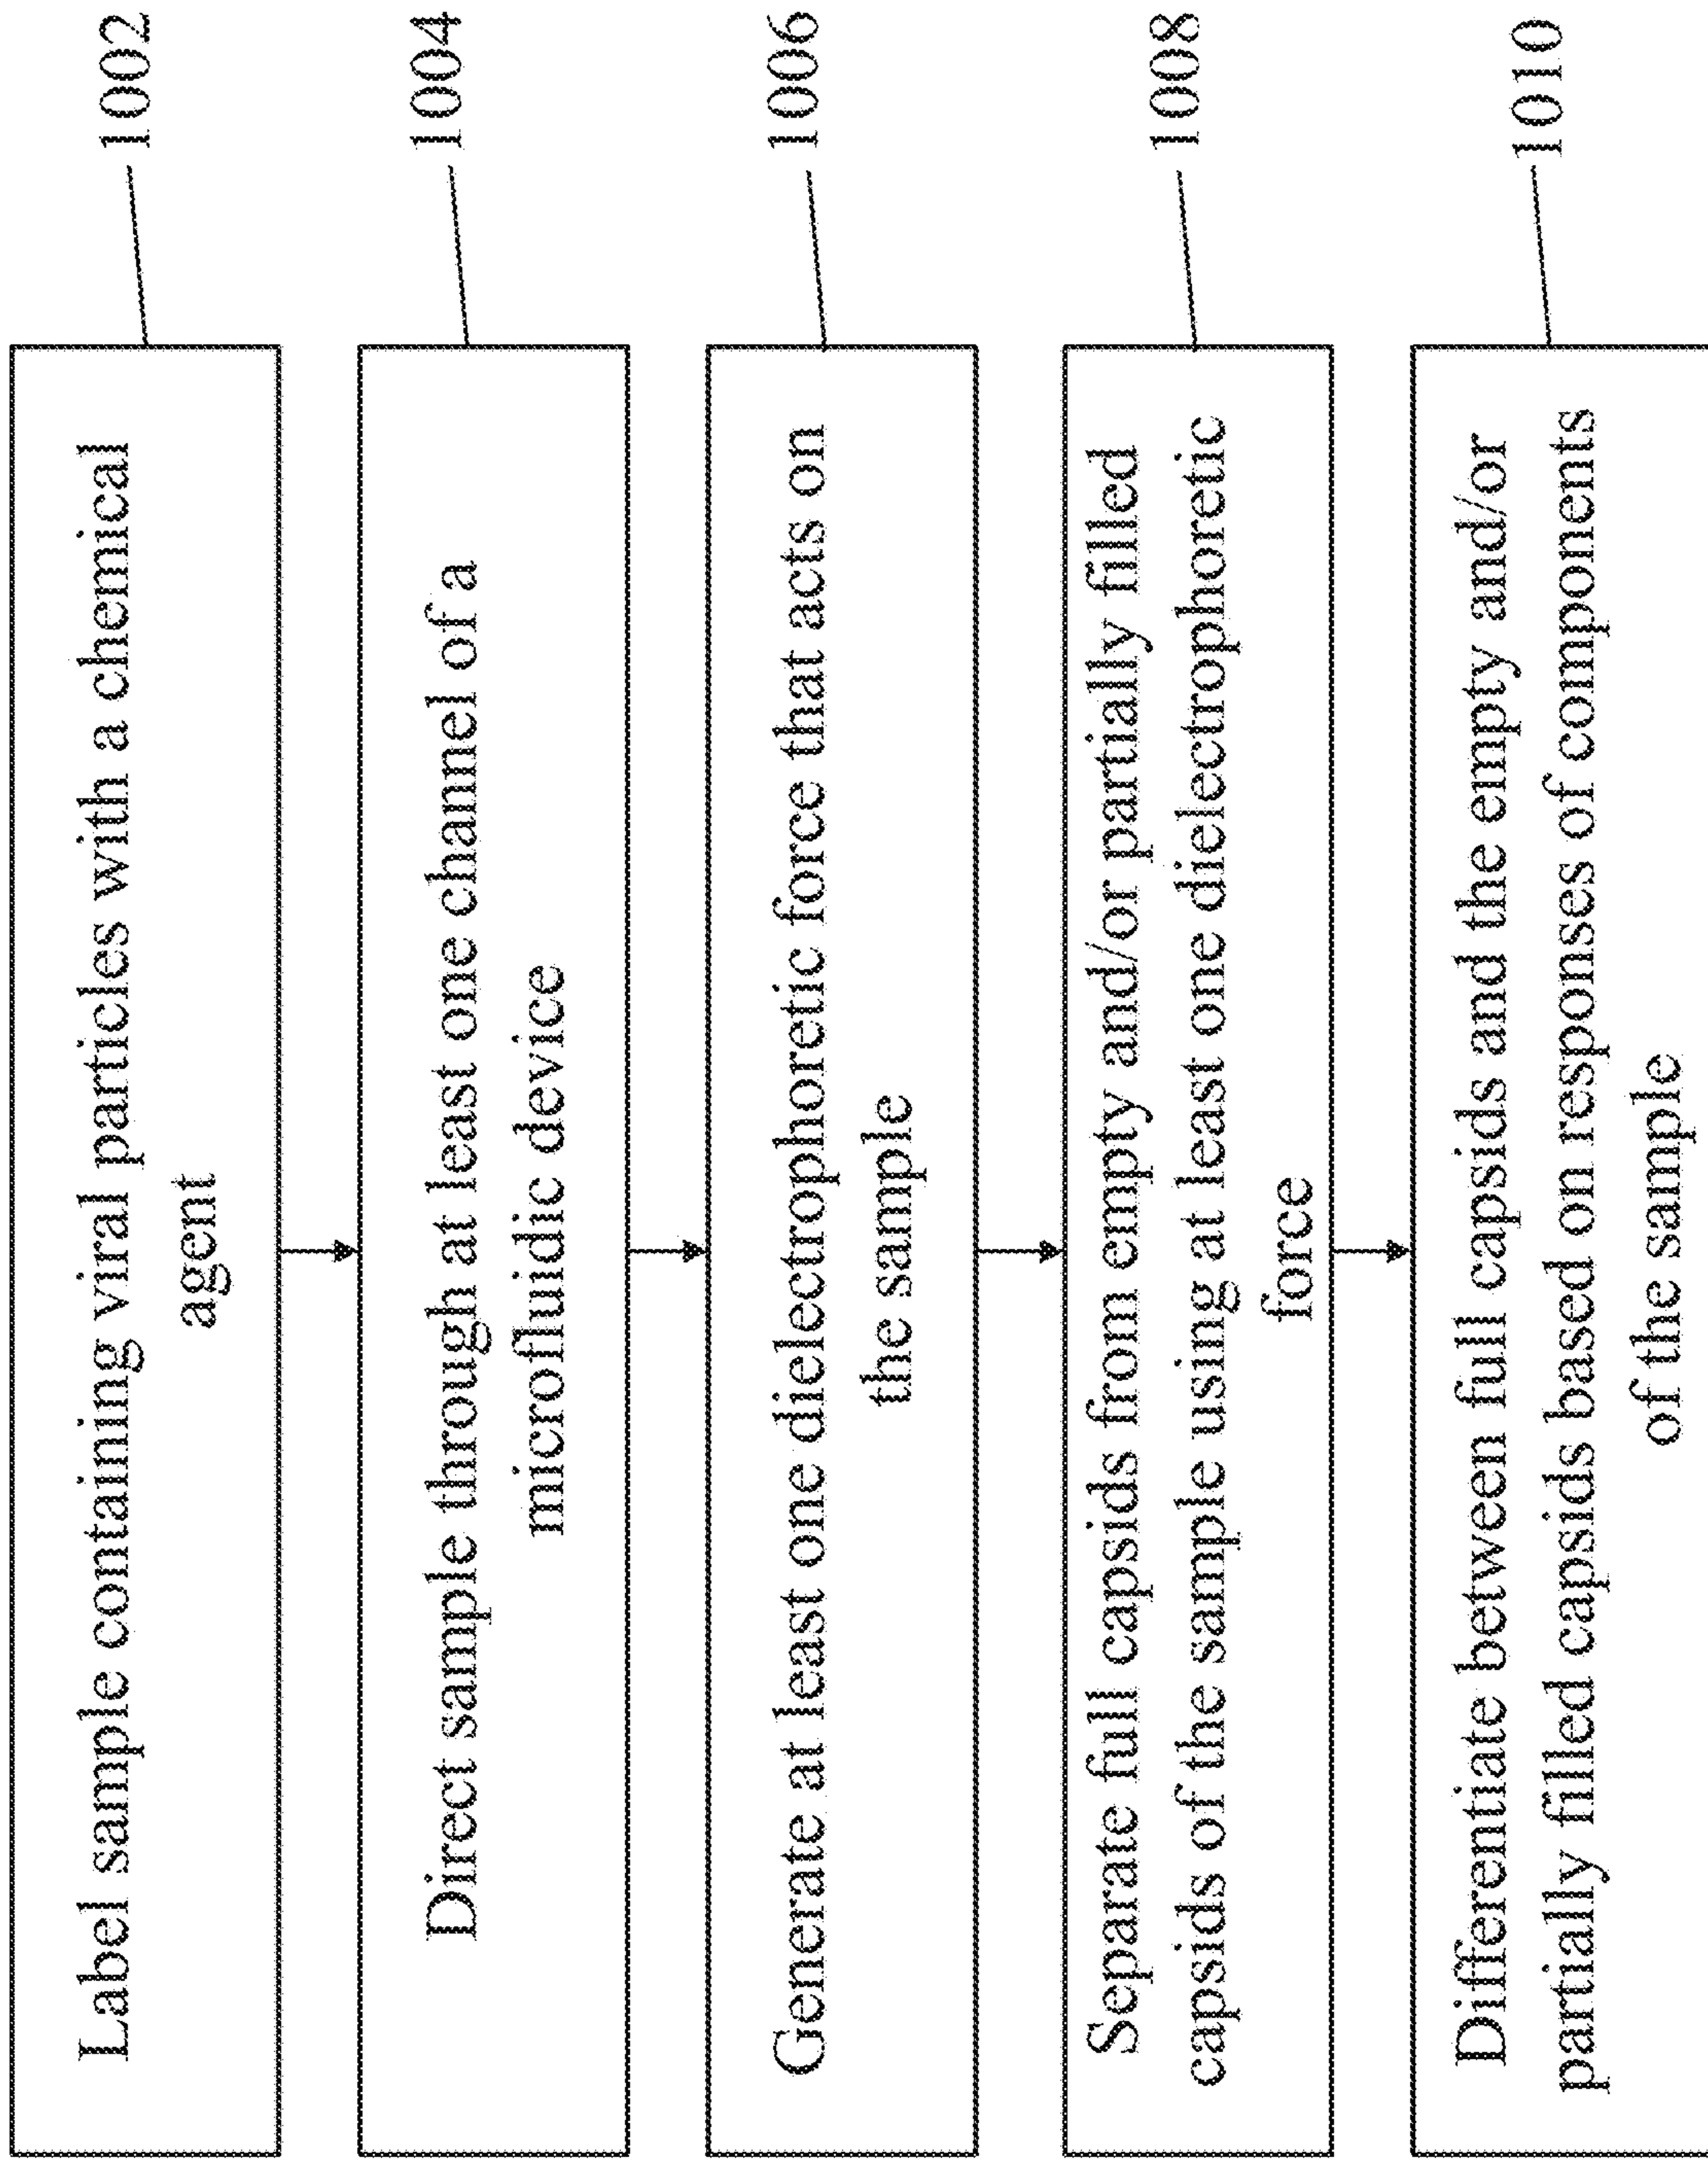 Label sample containing viral particles with a chemical
agent
1002
Direct sample through at least one channel of a
microfluidic device
1004
Generate at least one dielectrophoretic force that acts on
the sample
1006
Separate full capsids from empty and/or partially filled
capsids of the sample using at least one dielectrophoretic
force
1008
Differentiate between full capsids and the empty and/or
partially filled capsids based on responses of components
of the sample
1010